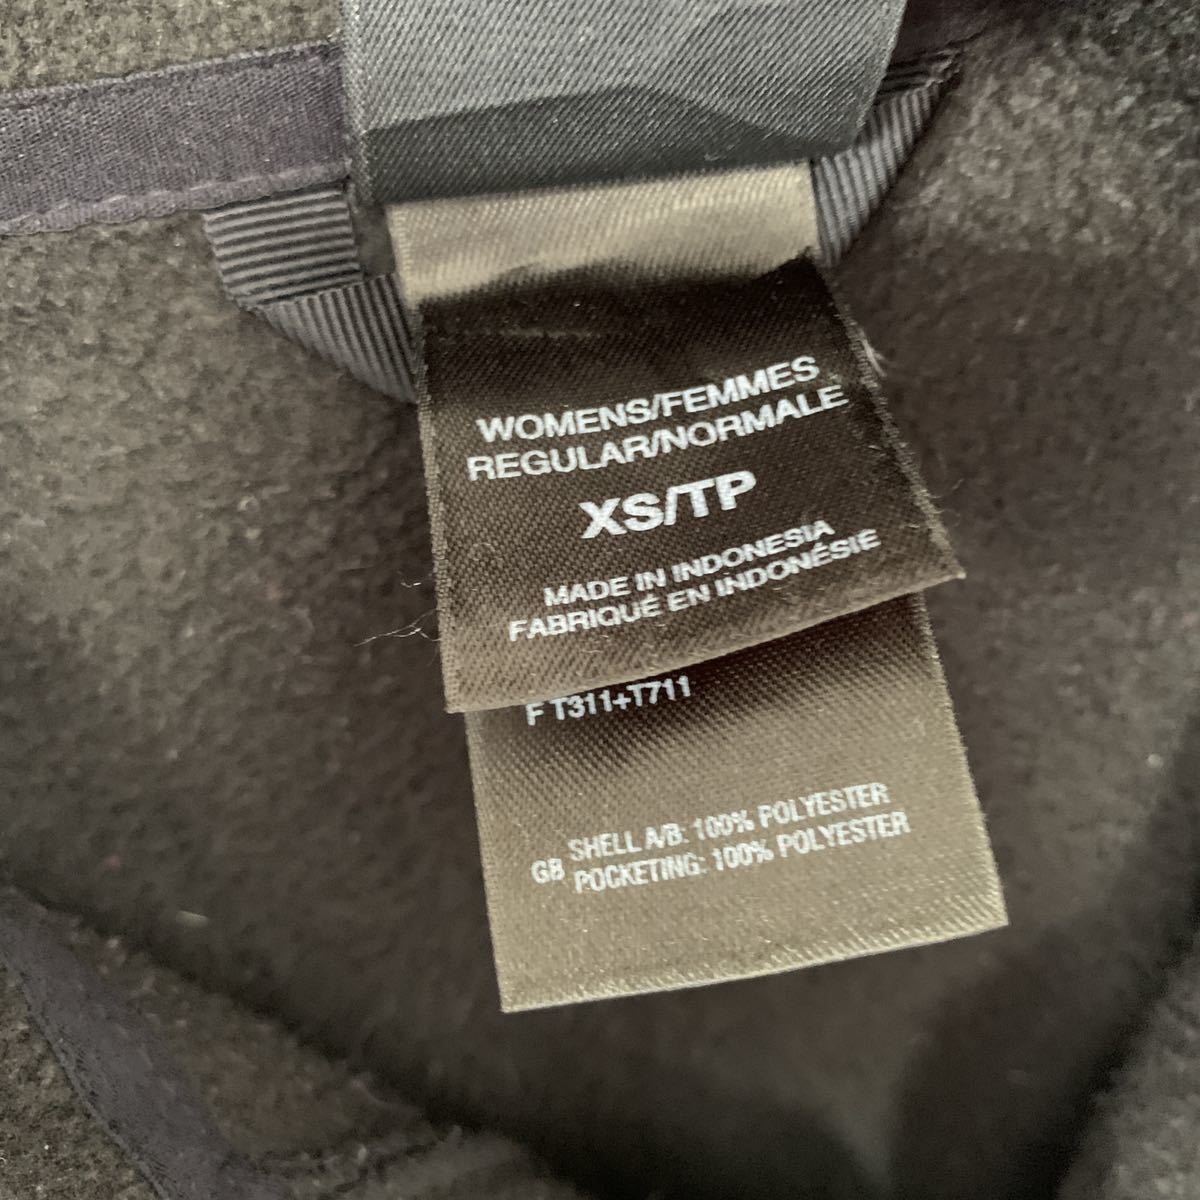 WOMENS/FEMMES
REGULAR/NORMALE
XS/TP
MADE IN INDONESIA
FABRIQUÉ EN INDONÉSIE
F T311+T711
GB SHELL A/B: 100% POLYESTER
POCKETING: 100% POLYESTER